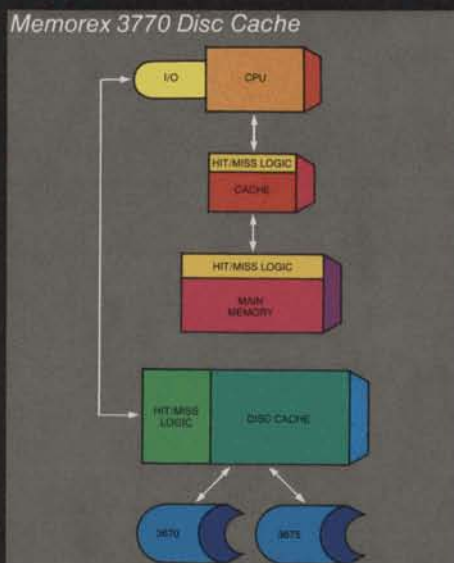 Memorex 3770 Disc Cache
I/O
CPU
HIT/MISS LOGIC
CACHE
HIT/MISS LOGIC
MAIN
MEMORY
HIT/MISS
LOGIC
DISC CACHE
3670
3675